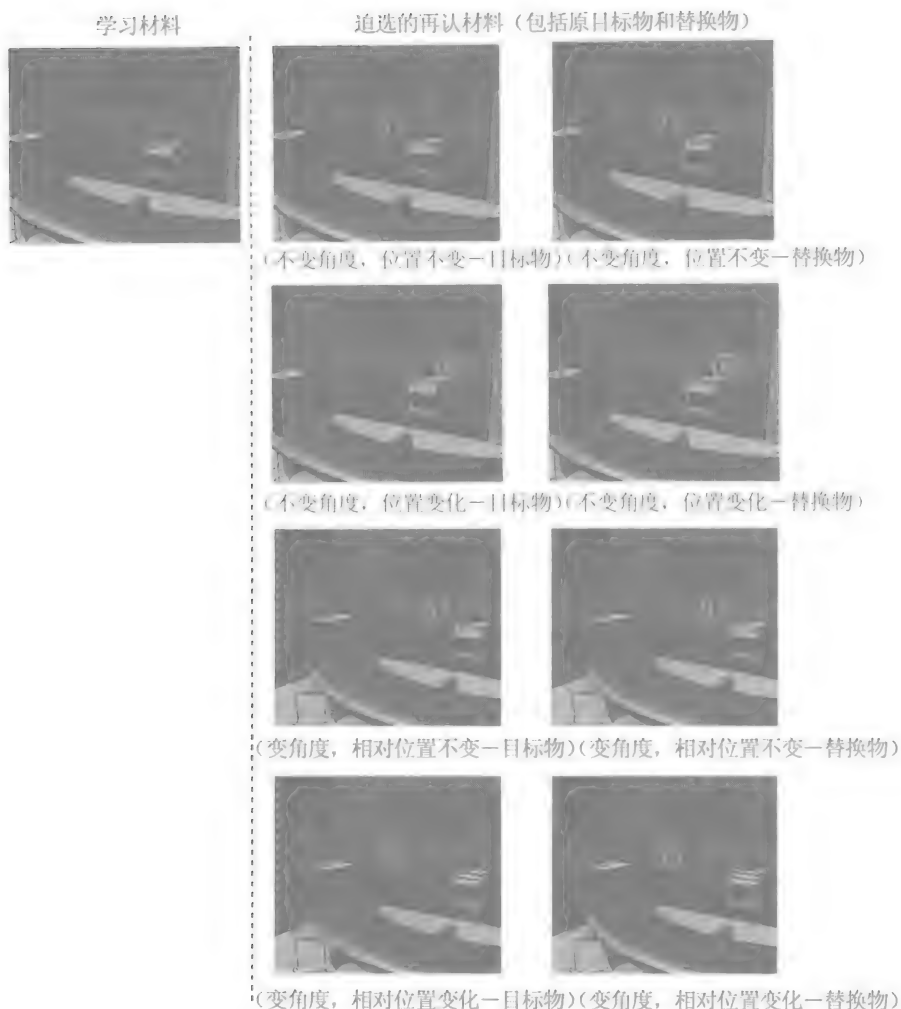 学习材料
迫选的再认材料（包括原目标物和替换物）
（不变角度，位置不变－目标物）（不变角度，位置不变－替换物）
（不变角度，位置变化－目标物）（不变角度，位置变化－替换物）
（变角度，相对位置不变－目标物）（变角度，相对位置不变－替换物）
（变角度，相对位置变化－目标物）（变角度，相对位置变化－替换物）